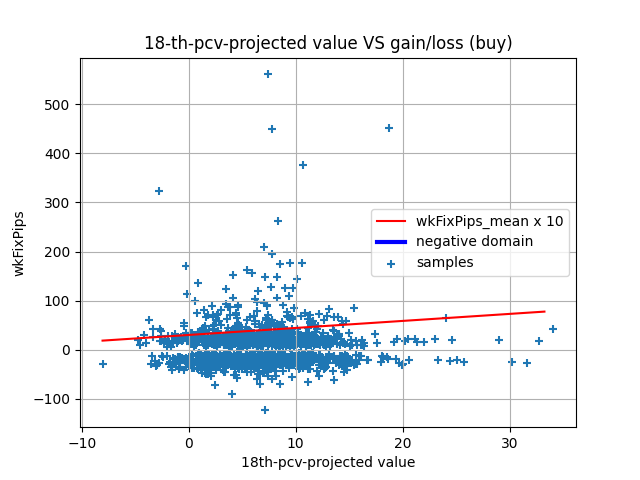 18-th-pcv-projected value VS gain/loss (buy)
wkFixPips
500
400
300
200
100
0
−100
wkFixPips_mean x 10
negative domain
samples
−10
0
10
20
30
18th-pcv-projected value